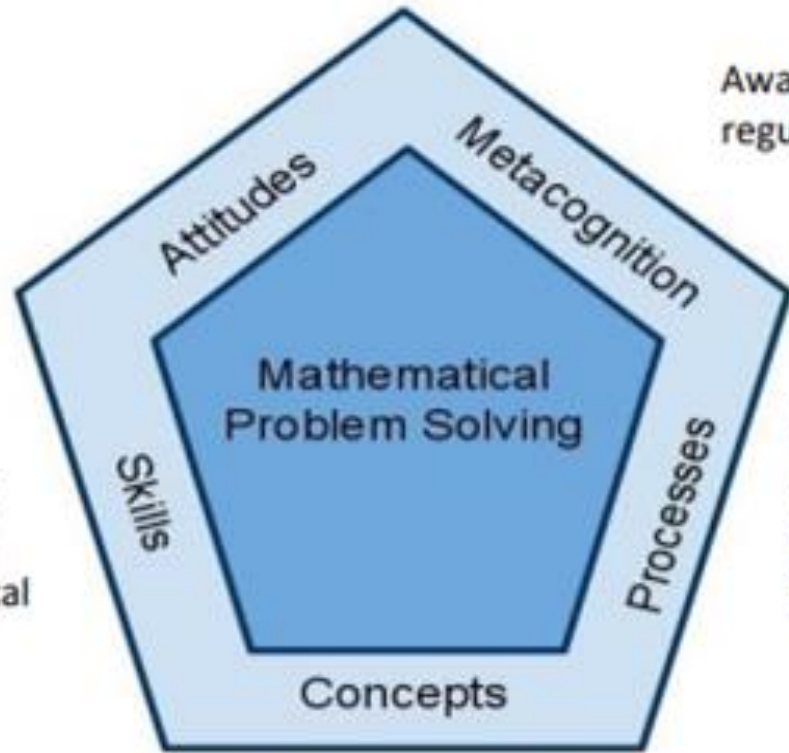 Attitudes
Metacognition
Mathematical
Problem Solving
Skills
Processes
Concepts